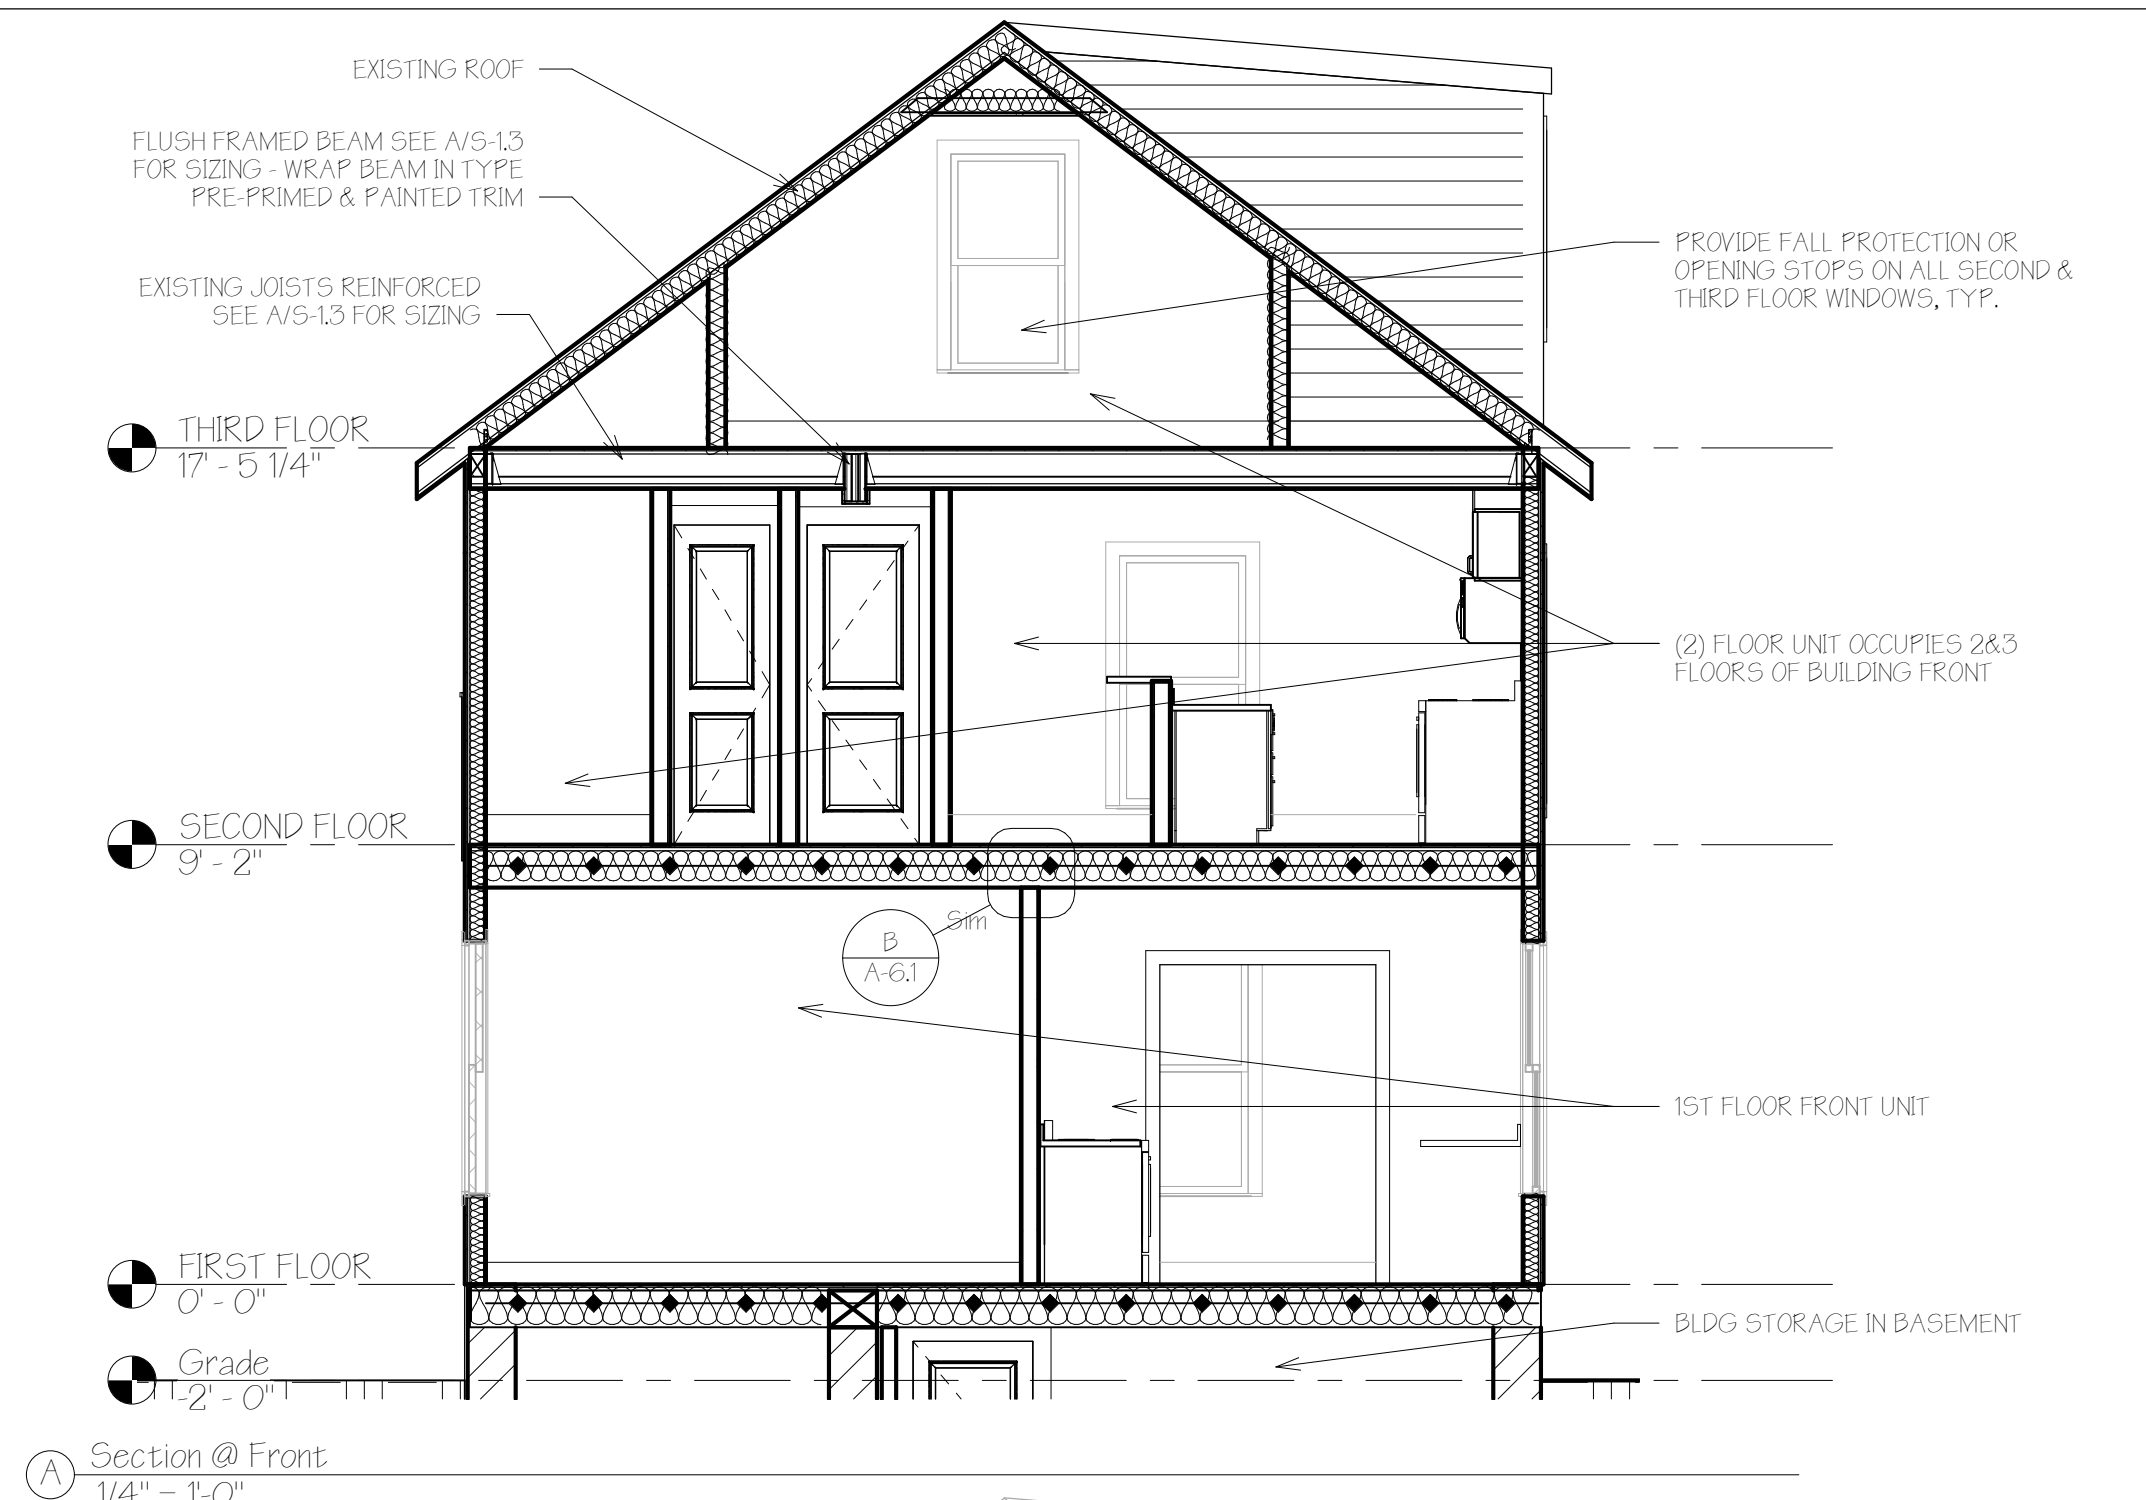 EXISTING ROOF
FLUSH FRAMED BEAM SEE A/S-1.3
FOR SIZING - WRAP BEAM IN TYPE
PRE-PRIMED & PAINTED TRIM
EXISTING JOISTS REINFORCED
SEE A/S-1.3 FOR SIZING
PROVIDE FALL PROTECTION OR
OPENING STOPS ON ALL SECOND &
THIRD FLOOR WINDOWS, TYP.
THIRD FLOOR
17' - 5 1/4"
(2) FLOOR UNIT OCCUPIES 2&3
FLOORS OF BUILDING FRONT
SECOND FLOOR
9' - 2"
Sim
B
A-6.1
1ST FLOOR FRONT UNIT
FIRST FLOOR
0' - 0"
BLDG STORAGE IN BASEMENT
Grade
-2' - 0"
A
Section @ Front
1/4" = 1'-0"